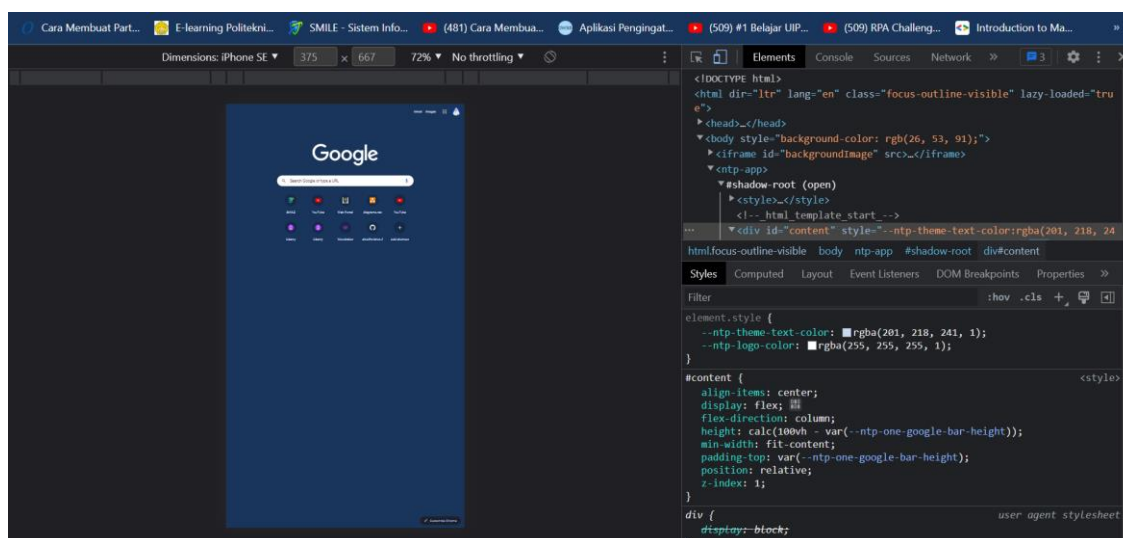 Cara Membuat Part...
E-learning Politekni...
SMILE - Sistem Info...
(481) Cara Membua...
Aplikasi Pengingat...
(509) #1 Belajar UIP...
(509) RPA Challeng...
Introduction to Ma...
»
Dimensions: iPhone SE ▼ 375 x 667 72% ▼ No throttling ▼
Google
Search Google or type a URL
YouTube
YouTube
Elements Console Sources Network » 3
<!DOCTYPE html>
<html dir="ltr" lang="en" class="focus-outline-visible" lazy-loaded="tru
e">
▶<head>…</head>
▼<body style="background-color: rgb(26, 53, 91);">
▶<iframe id="backgroundImage" src>…</iframe>
▼<ntp-app>
▼#shadow-root (open)
▶<style>…</style>
<!--_html_template_start_-->
… ▼<div id="content" style="--ntp-theme-text-color:rgba(201, 218, 24
html.focus-outline-visible body ntp-app #shadow-root div#content
Styles Computed Layout Event Listeners DOM Breakpoints Properties »
Filter :hov .cls +
element.style {
--ntp-theme-text-color: rgba(201, 218, 241, 1);
--ntp-logo-color: rgba(255, 255, 255, 1);
}
#content { <style>
align-items: center;
display: flex;
flex-direction: column;
height: calc(100vh - var(--ntp-one-google-bar-height));
min-width: fit-content;
padding-top: var(--ntp-one-google-bar-height);
position: relative;
z-index: 1;
}
div { user agent stylesheet
display: block;